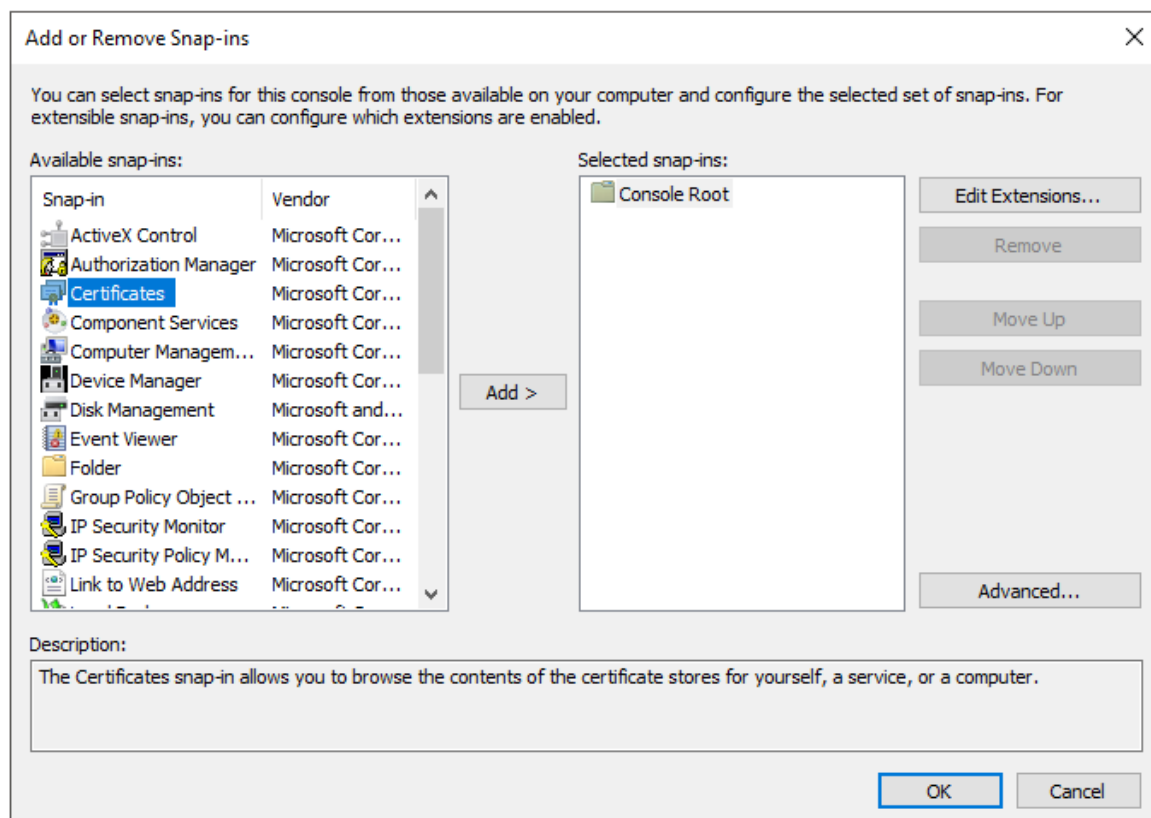 Add or Remove Snap-ins
You can select snap-ins for this console from those available on your computer and configure the selected set of snap-ins. For
extensible snap-ins, you can configure which extensions are enabled.
Available snap-ins:
Snap-in Vendor
ActiveX Control Microsoft Cor...
Authorization Manager Microsoft Cor...
Certificates Microsoft Cor...
Component Services Microsoft Cor...
Computer Managem... Microsoft Cor...
Device Manager Microsoft Cor...
Disk Management Microsoft and...
Event Viewer Microsoft Cor...
Folder Microsoft Cor...
Group Policy Object ... Microsoft Cor...
IP Security Monitor Microsoft Cor...
IP Security Policy M... Microsoft Cor...
Link to Web Address Microsoft Cor...
Add >
Selected snap-ins:
Console Root
Edit Extensions...
Remove
Move Up
Move Down
Advanced...
Description:
The Certificates snap-in allows you to browse the contents of the certificate stores for yourself, a service, or a computer.
OK
Cancel